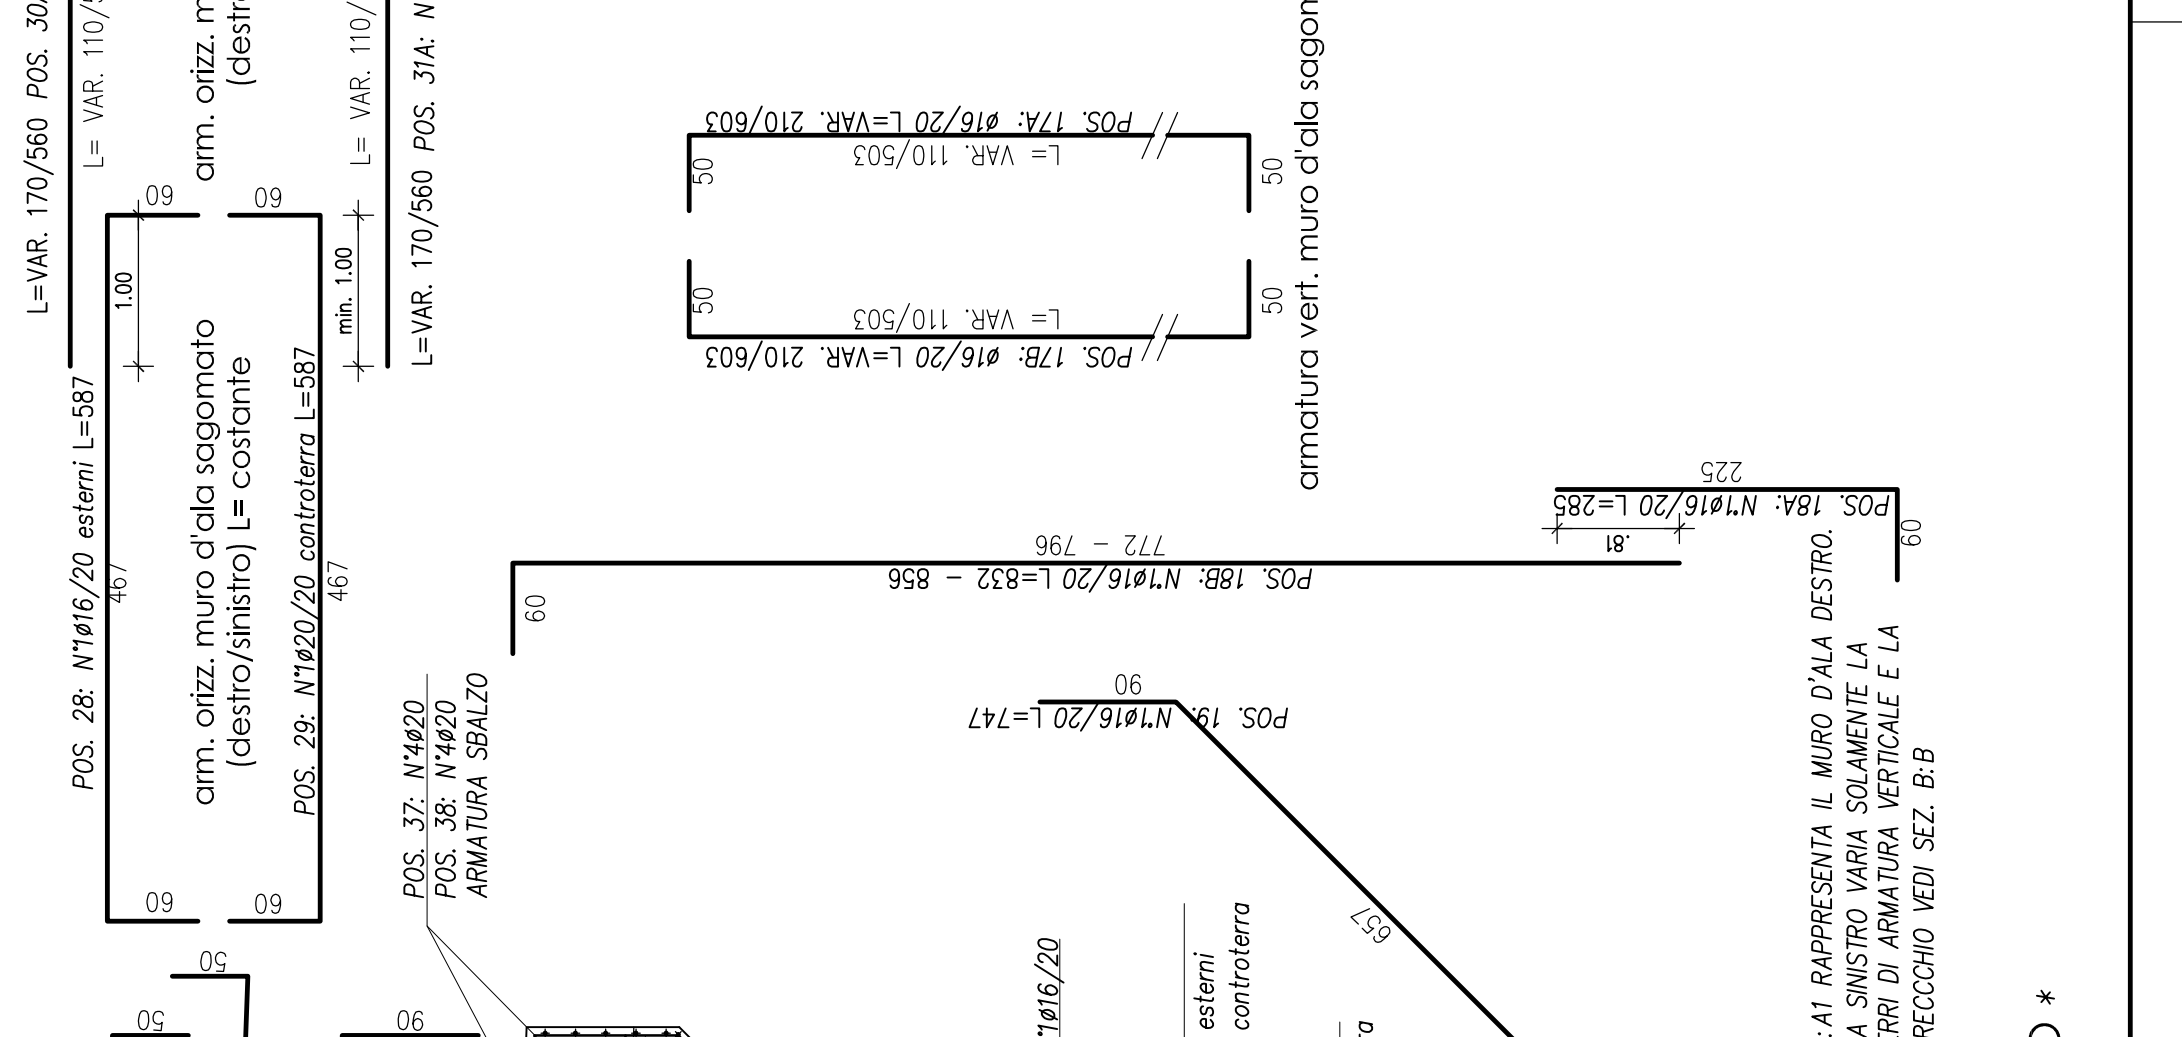 L=VAR. 170/560 POS. 30
L= VAR. 110/
arm. orizz. m
(destr
L= VAR. 110/
L=VAR. 170/560 POS. 31A: N
60
60
1.00
min. 1.00
POS. 28: N°1ø16/20 esterni L=587
467
arm. orizz. muro d'ala sagomato
(destro/sinistro) L= costante
POS. 29: N°1ø20/20 controterra L=587
467
60
60
50
50
90
POS. 17A: ø16/20 L=VAR. 210/603
L= VAR. 110/503
50
50
50
50
L= VAR. 110/503
POS. 17B: ø16/20 L=VAR. 210/603
armatura vert. muro d'ala sagom
225
POS. 18A: N°1ø16/20 L=285
60
.81
772 - 796
POS. 18B: N°1ø16/20 L=832 - 856
60
90
POS. 19: N°1ø16/20 L=747
657
POS. 37: N°4ø20
POS. 38: N°4ø20
ARMATURA SBALZO
°1ø16/20
esterni
controterra
ra
:A1 RAPPRESENTA IL MURO D'ALA DESTRO.
A SINISTRO VARIA SOLAMENTE LA
ERRI DI ARMATURA VERTICALE E LA
RECCCHIO VEDI SEZ. B:B
O *